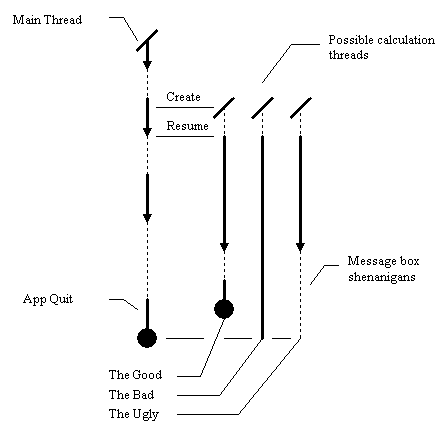 Main Thread
Possible calculation
threads
Create
Resume
Message box
shenanigans
App Quit
The Good
The Bad
The Ugly